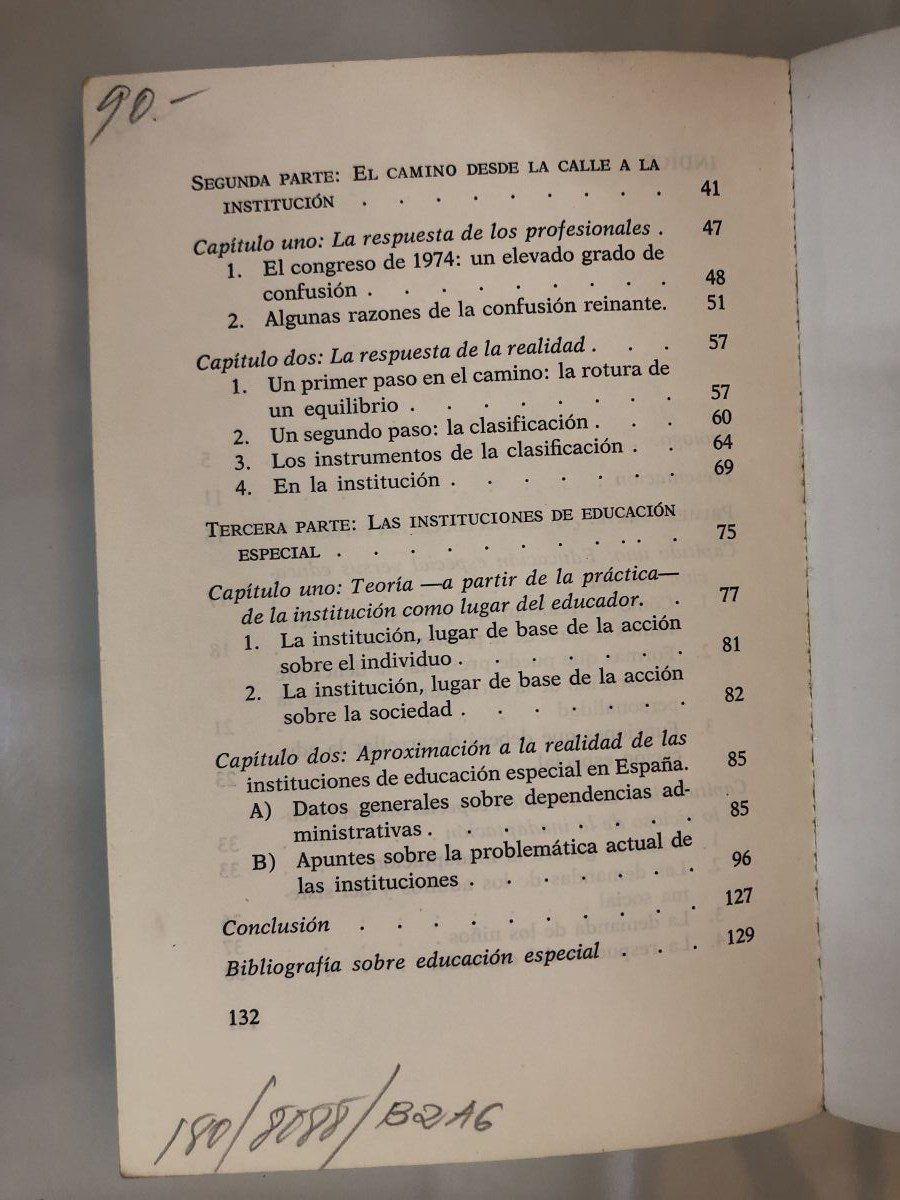 90.-
SEGUNDA PARTE: EL CAMINO DESDE LA CALLE A LA
INSTITUCIÓN . . . . . . . . . 41
Capítulo uno: La respuesta de los profesionales . 47
1. El congreso de 1974: un elevado grado de
confusión . . . . . . . . . 48
2. Algunas razones de la confusión reinante. 51
Capítulo dos: La respuesta de la realidad . . . 57
1. Un primer paso en el camino: la rotura de
un equilibrio . . . . . . . . 57
2. Un segundo paso: la clasificación . . . 60
3. Los instrumentos de la clasificación . . 64
4. En la institución . . . . . . . 69
TERCERA PARTE: LAS INSTITUCIONES DE EDUCACIÓN
ESPECIAL . . . . . . . . . . 75
Capítulo uno: Teoría —a partir de la práctica—
de la institución como lugar del educador. . 77
1. La institución, lugar de base de la acción
sobre el individuo . . . . . . . 81
2. La institución, lugar de base de la acción
sobre la sociedad . . . . . . . 82
Capítulo dos: Aproximación a la realidad de las
instituciones de educación especial en España. 85
A) Datos generales sobre dependencias ad-
ministrativas . . . . . . . . 85
B) Apuntes sobre la problemática actual de
las instituciones . . . . . . . 96
Conclusión . . . . . . . . . . 127
Bibliografía sobre educación especial . . . 129
132
180/8088/B2A6